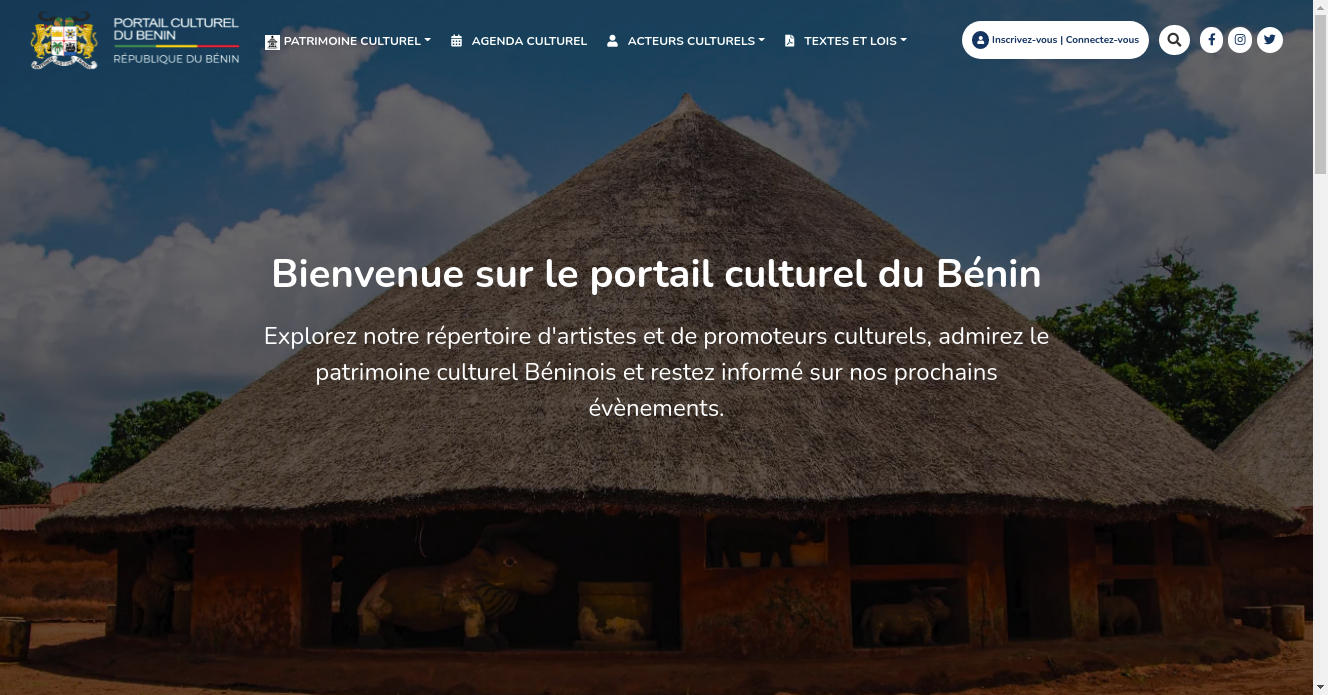 PORTAIL CULTUREL
DU BENIN
RÉPUBLIQUE DU BÉNIN
PATRIMOINE CULTUREL
AGENDA CULTUREL
ACTEURS CULTURELS
TEXTES ET LOIS
Inscrivez-vous | Connectez-vous
Bienvenue sur le portail culturel du Bénin
Explorez notre répertoire d'artistes et de promoteurs culturels, admirez le
patrimoine culturel Béninois et restez informé sur nos prochains
évènements.